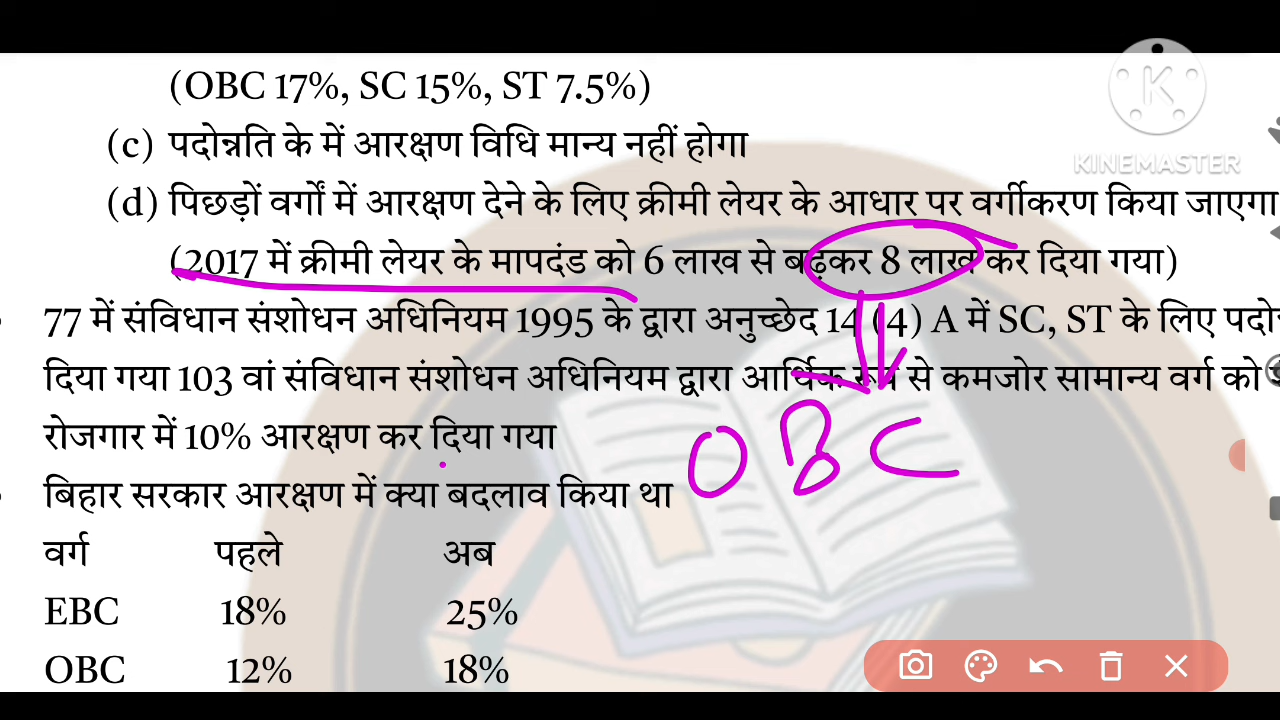 (OBC 17%, SC 15%, ST 7.5%)
KINEMASTER
(c) पदोन्नति के में आरक्षण विधि मान्य नहीं होगा
(d) पिछड़ों वर्गों में आरक्षण देने के लिए क्रीमी लेयर के आधार पर वर्गीकरण किया जाएगा
(2017 में क्रीमी लेयर के मापदंड को 6 लाख से बढ़कर 8 लाख कर दिया गया)
77 में संविधान संशोधन अधिनियम 1995 के द्वारा अनुच्छेद 14 (4) A में SC, ST के लिए
दिया गया 103 वां संविधान संशोधन अधिनियम द्वारा आर्थिक रूप से कमजोर सामान्य वर्ग को
रोजगार में 10% आरक्षण कर दिया गया
OBC
बिहार सरकार आरक्षण में क्या बदलाव किया था
वर्ग पहले अब
EBC 18% 25%
OBC 12% 18%